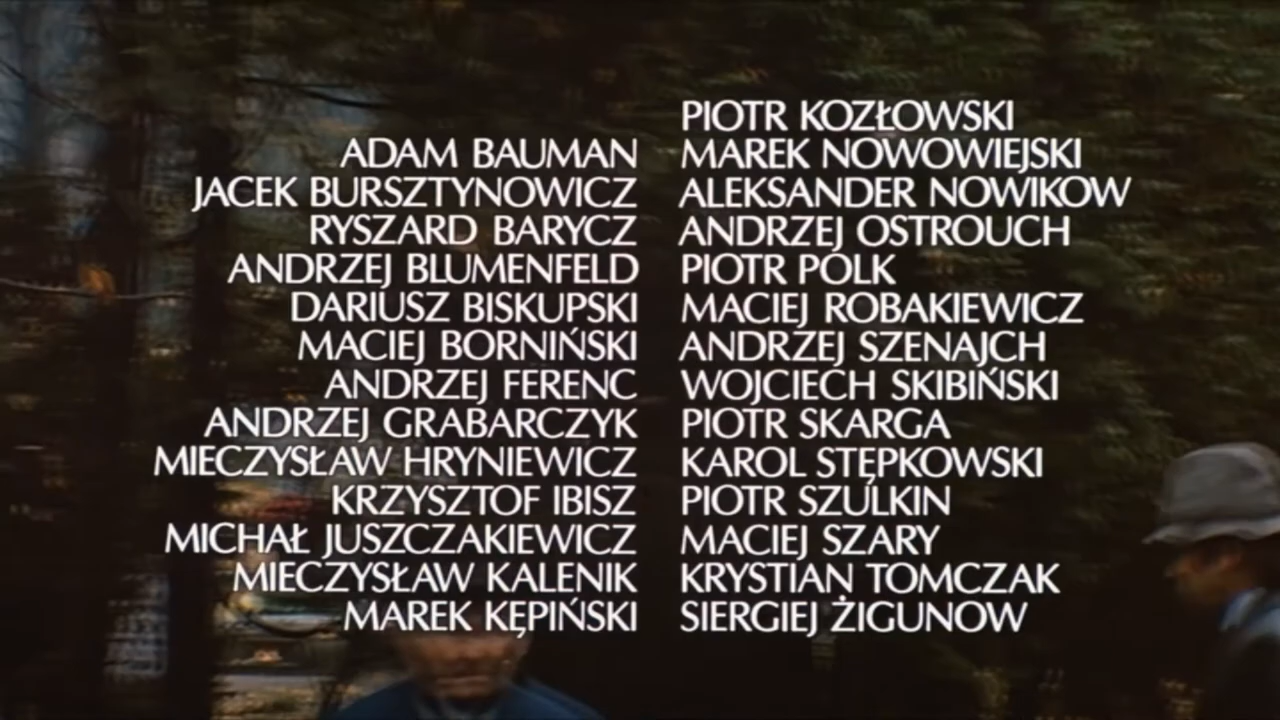 ADAM BAUMAN
JACEK BURSZTYNOWICZ
RYSZARD BARYCZ
ANDRZEJ BLUMENFELD
DARIUSZ BISKUPSKI
MACIEJ BORNIŃSKI
ANDRZEJ FERENC
ANDRZEJ GRABARCZYK
MIECZYSŁAW HRYNIEWICZ
KRZYSZTOF IBISZ
MICHAŁ JUSZCZAKIEWICZ
MIECZYSŁAW KALENIK
MAREK KĘPIŃSKI
PIOTR KOZŁOWSKI
MAREK NOWOWIEJSKI
ALEKSANDER NOWIKOW
ANDRZEJ OSTROUCH
PIOTR POLK
MACIEJ ROBAKIEWICZ
ANDRZEJ SZENAJCH
WOJCIECH SKIBIŃSKI
PIOTR SKARGA
KAROL STĘPKOWSKI
PIOTR SZULKIN
MACIEJ SZARY
KRYSTIAN TOMCZAK
SIERGIEJ ŻIGUNOW